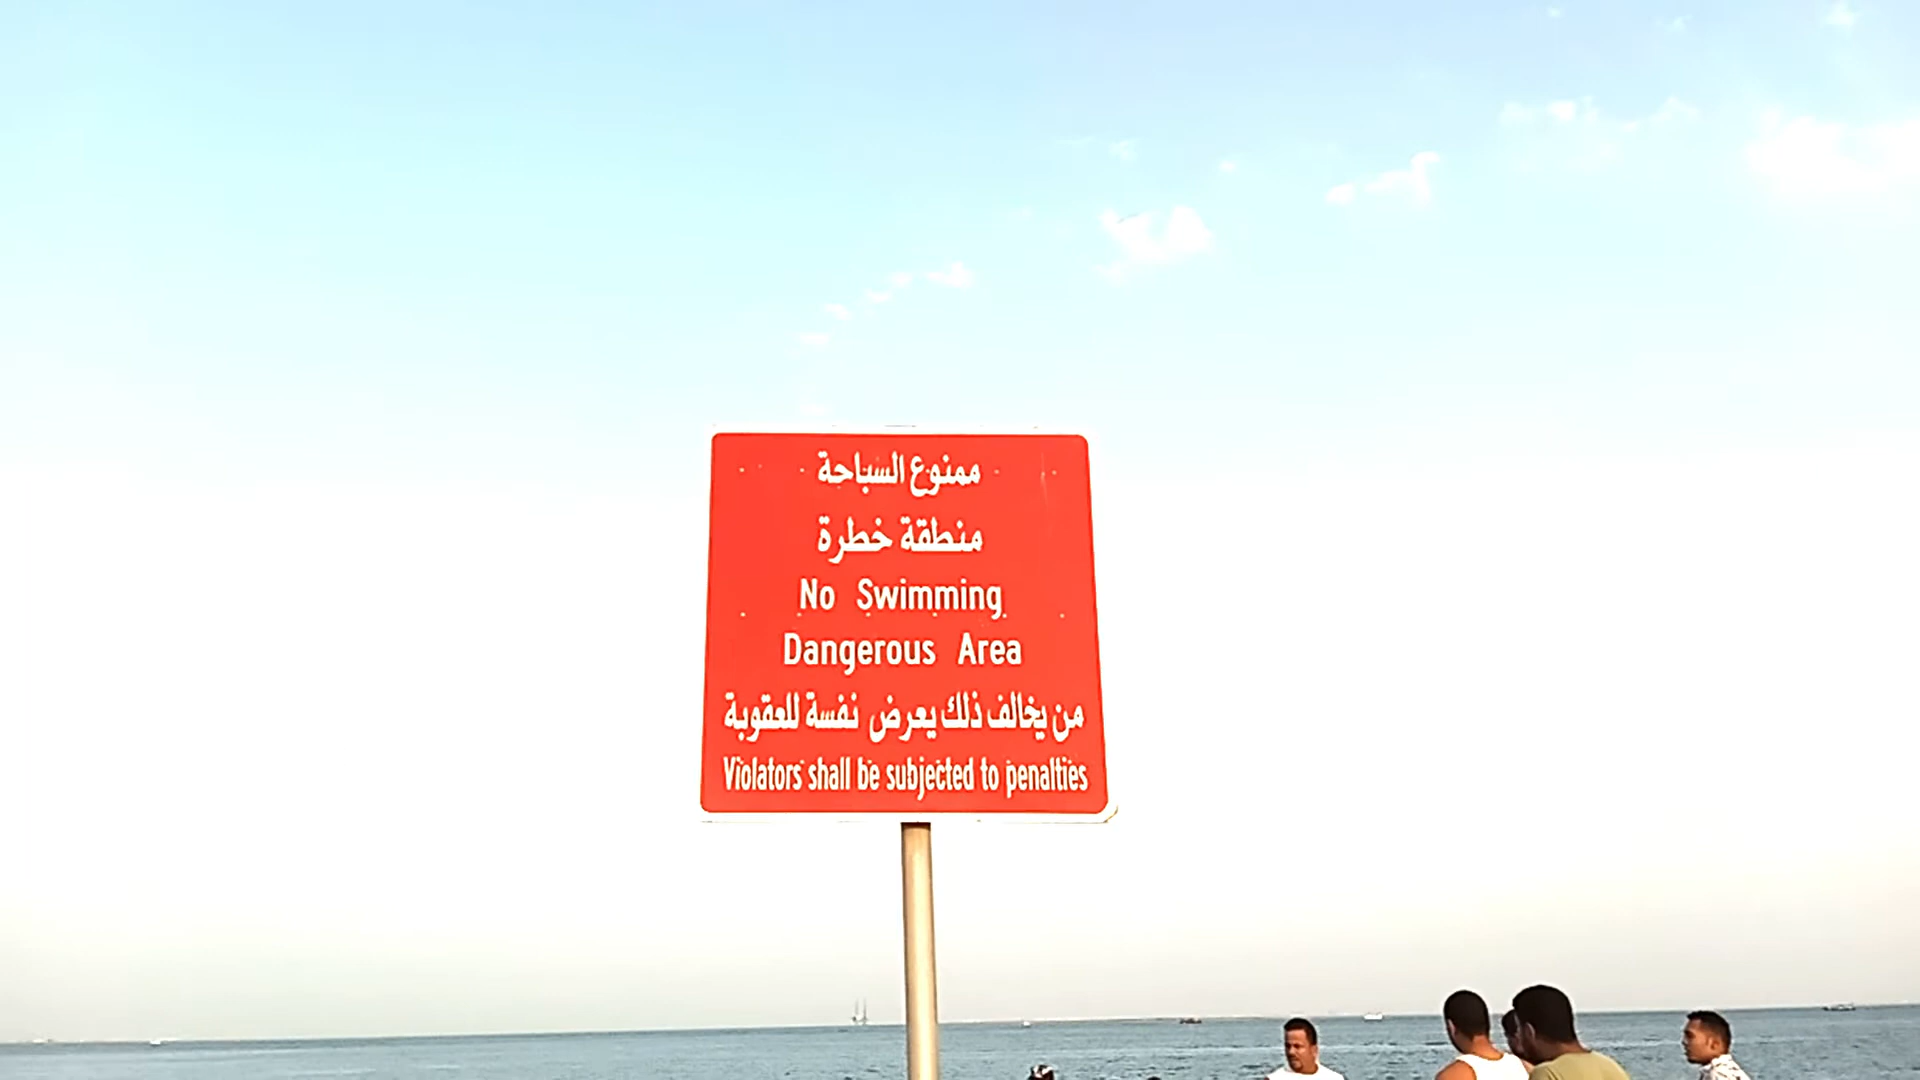 ممنوع السباحة
منطقة خطرة
No Swimming
Dangerous Area
من يخالف ذلك يعرض نفسة للعقوبة
Violators shall be subjected to penalties